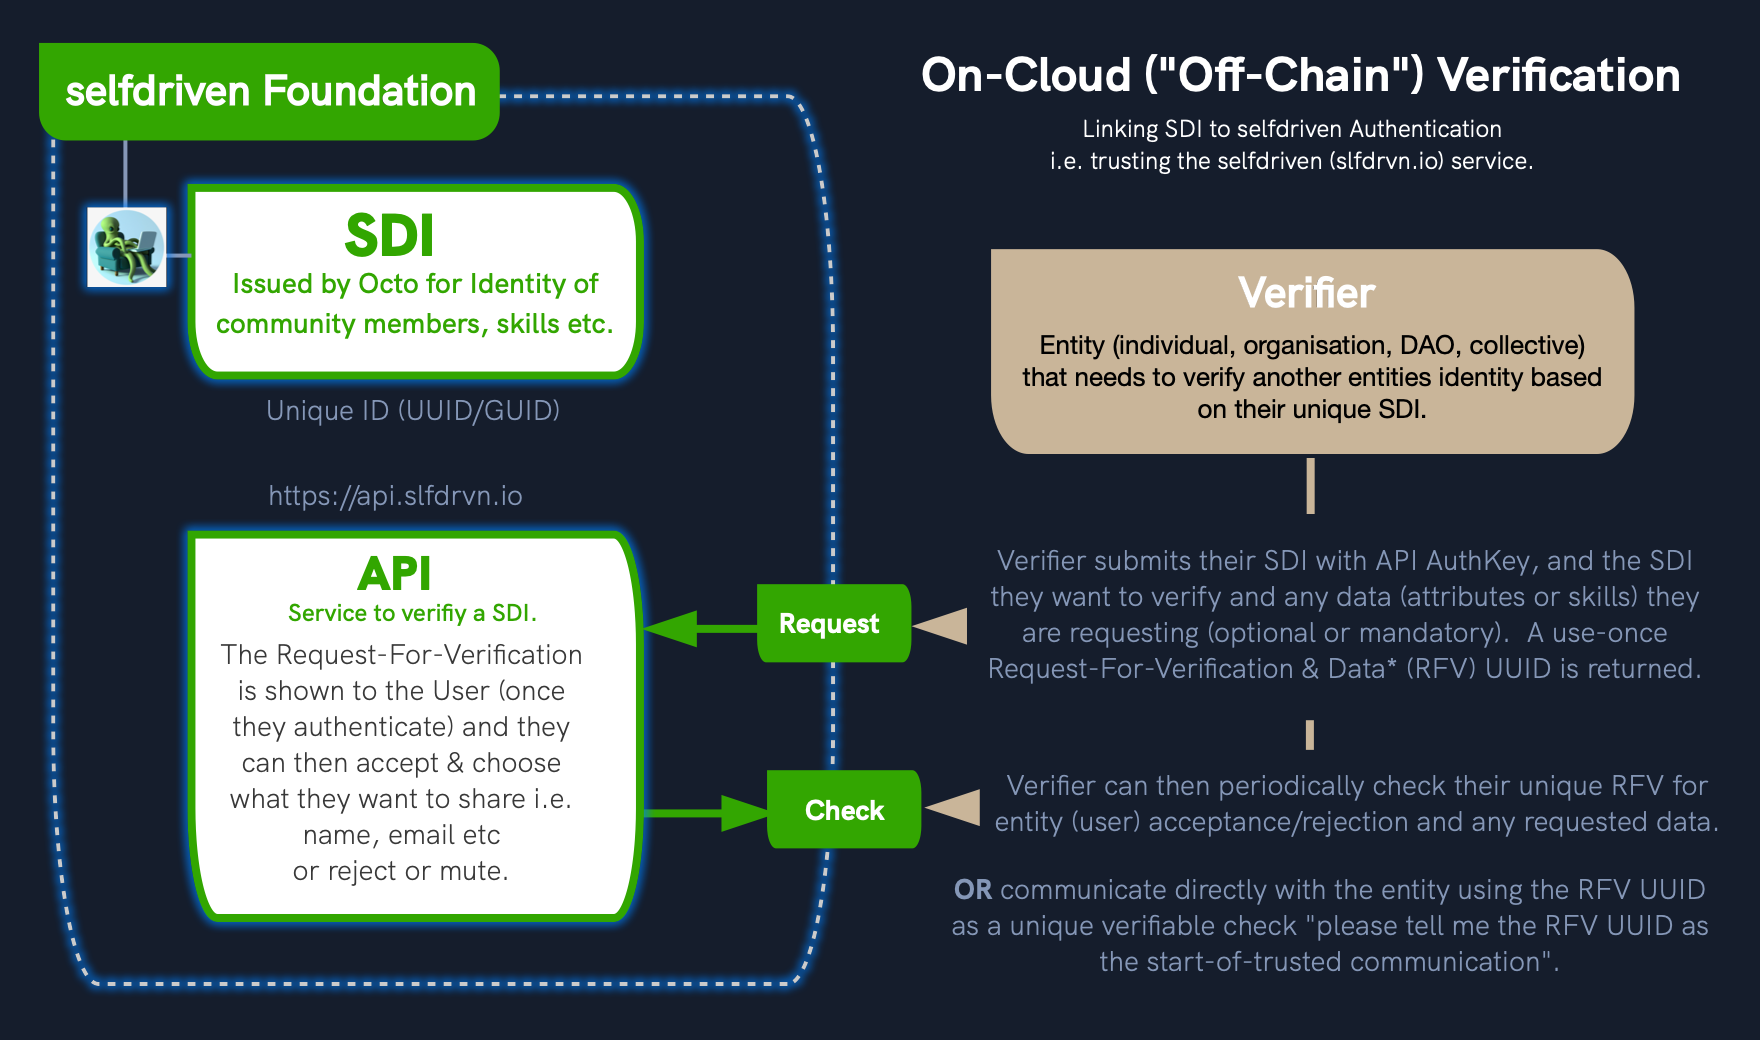 selfdriven Foundation
On-Cloud ("Off-Chain") Verification
Linking SDI to selfdriven Authentication
i.e. trusting the selfdriven (slfdrvn.io) service.
SDI
Issued by Octo for Identity of
community members, skills etc.
Unique ID (UUID/GUID)
https://api.slfdrvn.io
API
Service to verifiy a SDI.
The Request-For-Verification
is shown to the User (once
they authenticate) and they
can then accept & choose
what they want to share i.e.
name, email etc
or reject or mute.
Request
Check
Verifier
Entity (individual, organisation, DAO, collective)
that needs to verify another entities identity based
on their unique SDI.
Verifier submits their SDI with API AuthKey, and the SDI
they want to verify and any data (attributes or skills) they
are requesting (optional or mandatory). A use-once
Request-For-Verification & Data* (RFV) UUID is returned.
Verifier can then periodically check their unique RFV for
entity (user) acceptance/rejection and any requested data.
OR communicate directly with the entity using the RFV UUID
as a unique verifiable check "please tell me the RFV UUID as
the start-of-trusted communication".